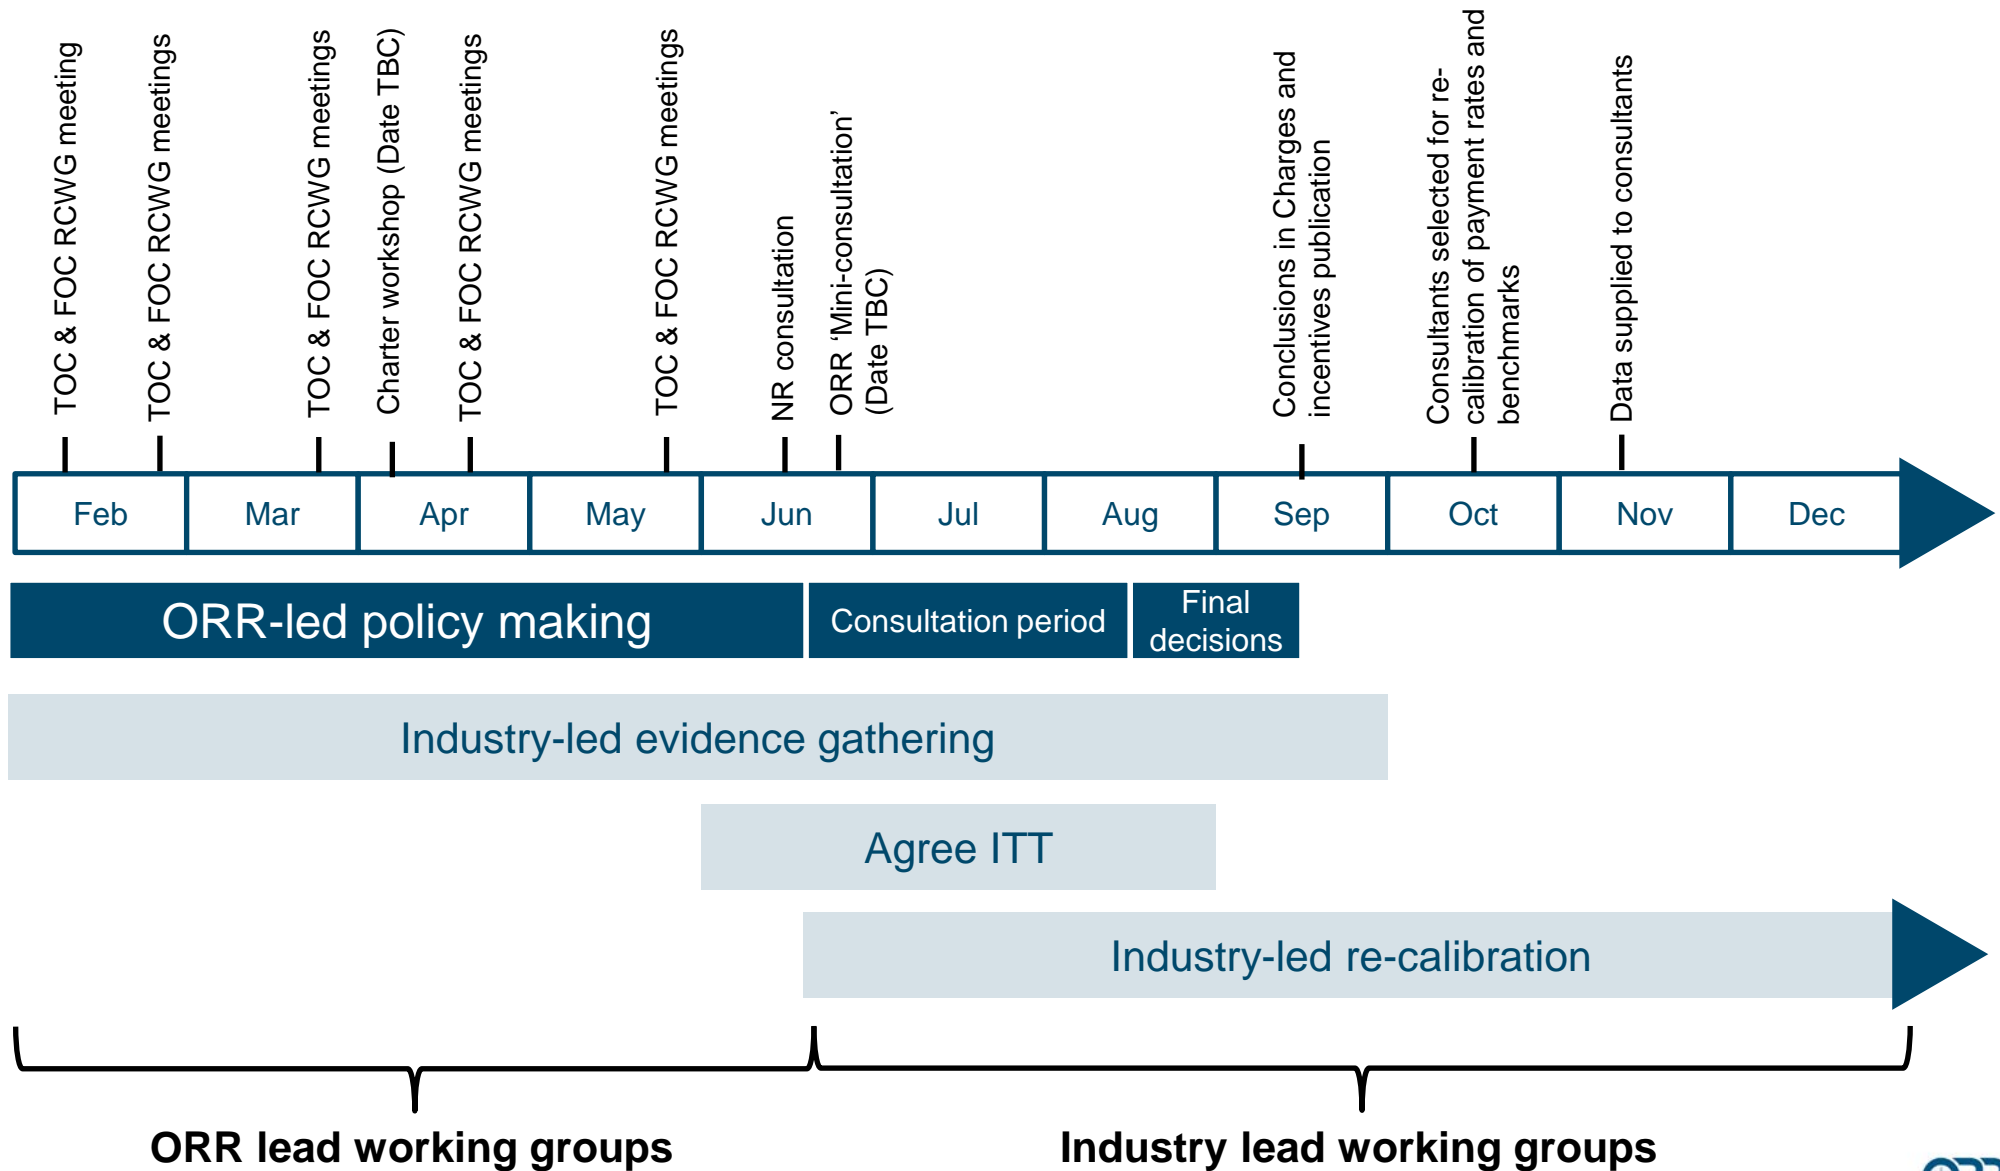 TOC & FOC RCWG meeting
TOC & FOC RCWG meetings
TOC & FOC RCWG meetings
Charter workshop (Date TBC)
TOC & FOC RCWG meetings
TOC & FOC RCWG meetings
NR consultation
ORR ‘Mini-consultation’
(Date TBC)
Conclusions in Charges and
incentives publication
Consultants selected for re-
calibration of payment rates and
benchmarks
Data supplied to consultants
Feb
Mar
Apr
May
Jun
Jul
Aug
Sep
Oct
Nov
Dec
ORR-led policy making
Consultation period
Final
decisions
Industry-led evidence gathering
Agree ITT
Industry-led re-calibration
ORR lead working groups
Industry lead working groups